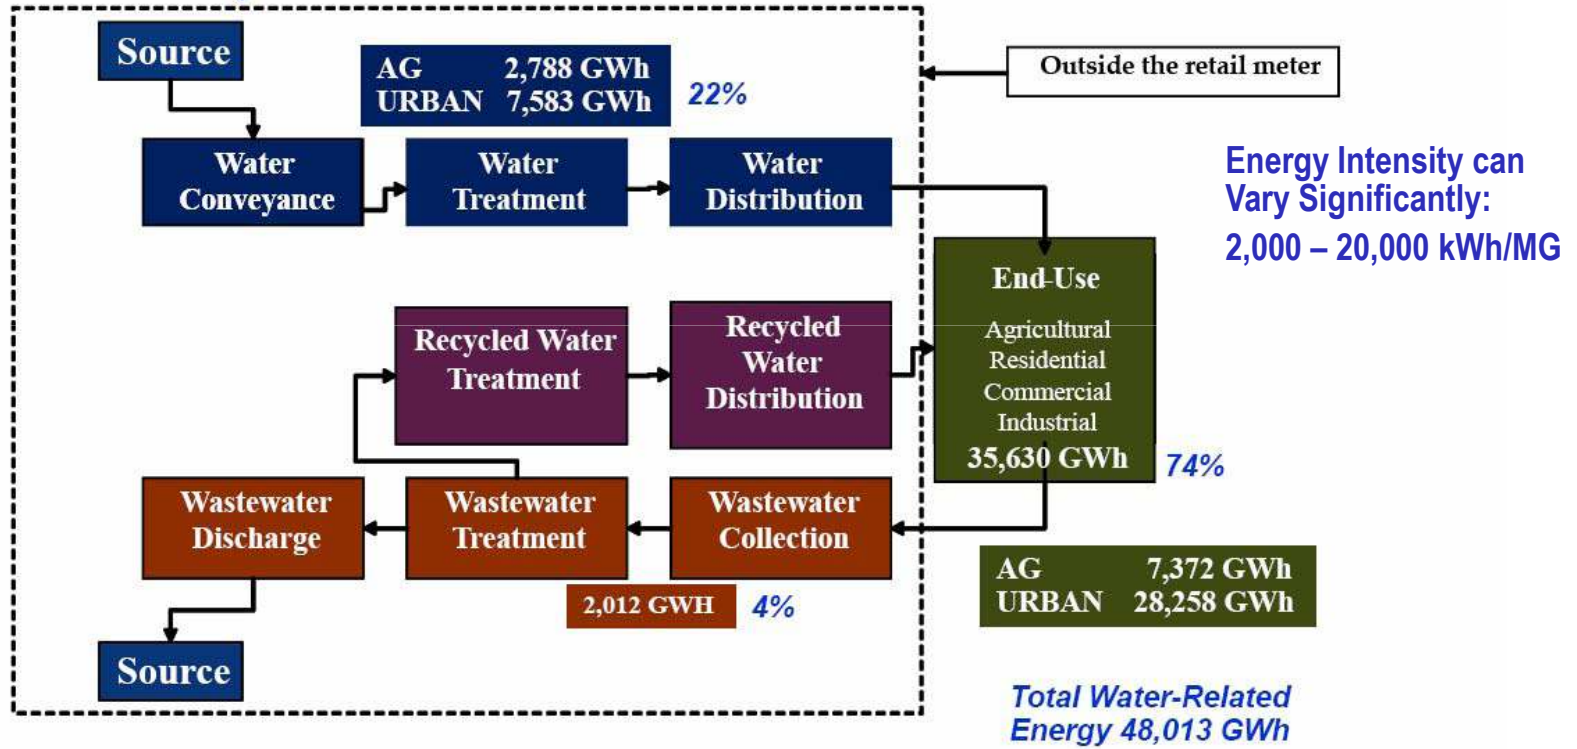 Source
AG 2,788 GWh
URBAN 7,583 GWh
22%
Outside the retail meter
Water
Conveyance
Water
Treatment
Water
Distribution
Energy Intensity can
Vary Significantly:
2,000 – 20,000 kWh/MG
End-Use
Agricultural
Residential
Commercial
Industrial
35,630 GWh
74%
Recycled Water
Treatment
Recycled
Water
Distribution
Wastewater
Discharge
Wastewater
Treatment
Wastewater
Collection
2,012 GWH
4%
AG 7,372 GWh
URBAN 28,258 GWh
Source
Total Water-Related
Energy 48,013 GWh